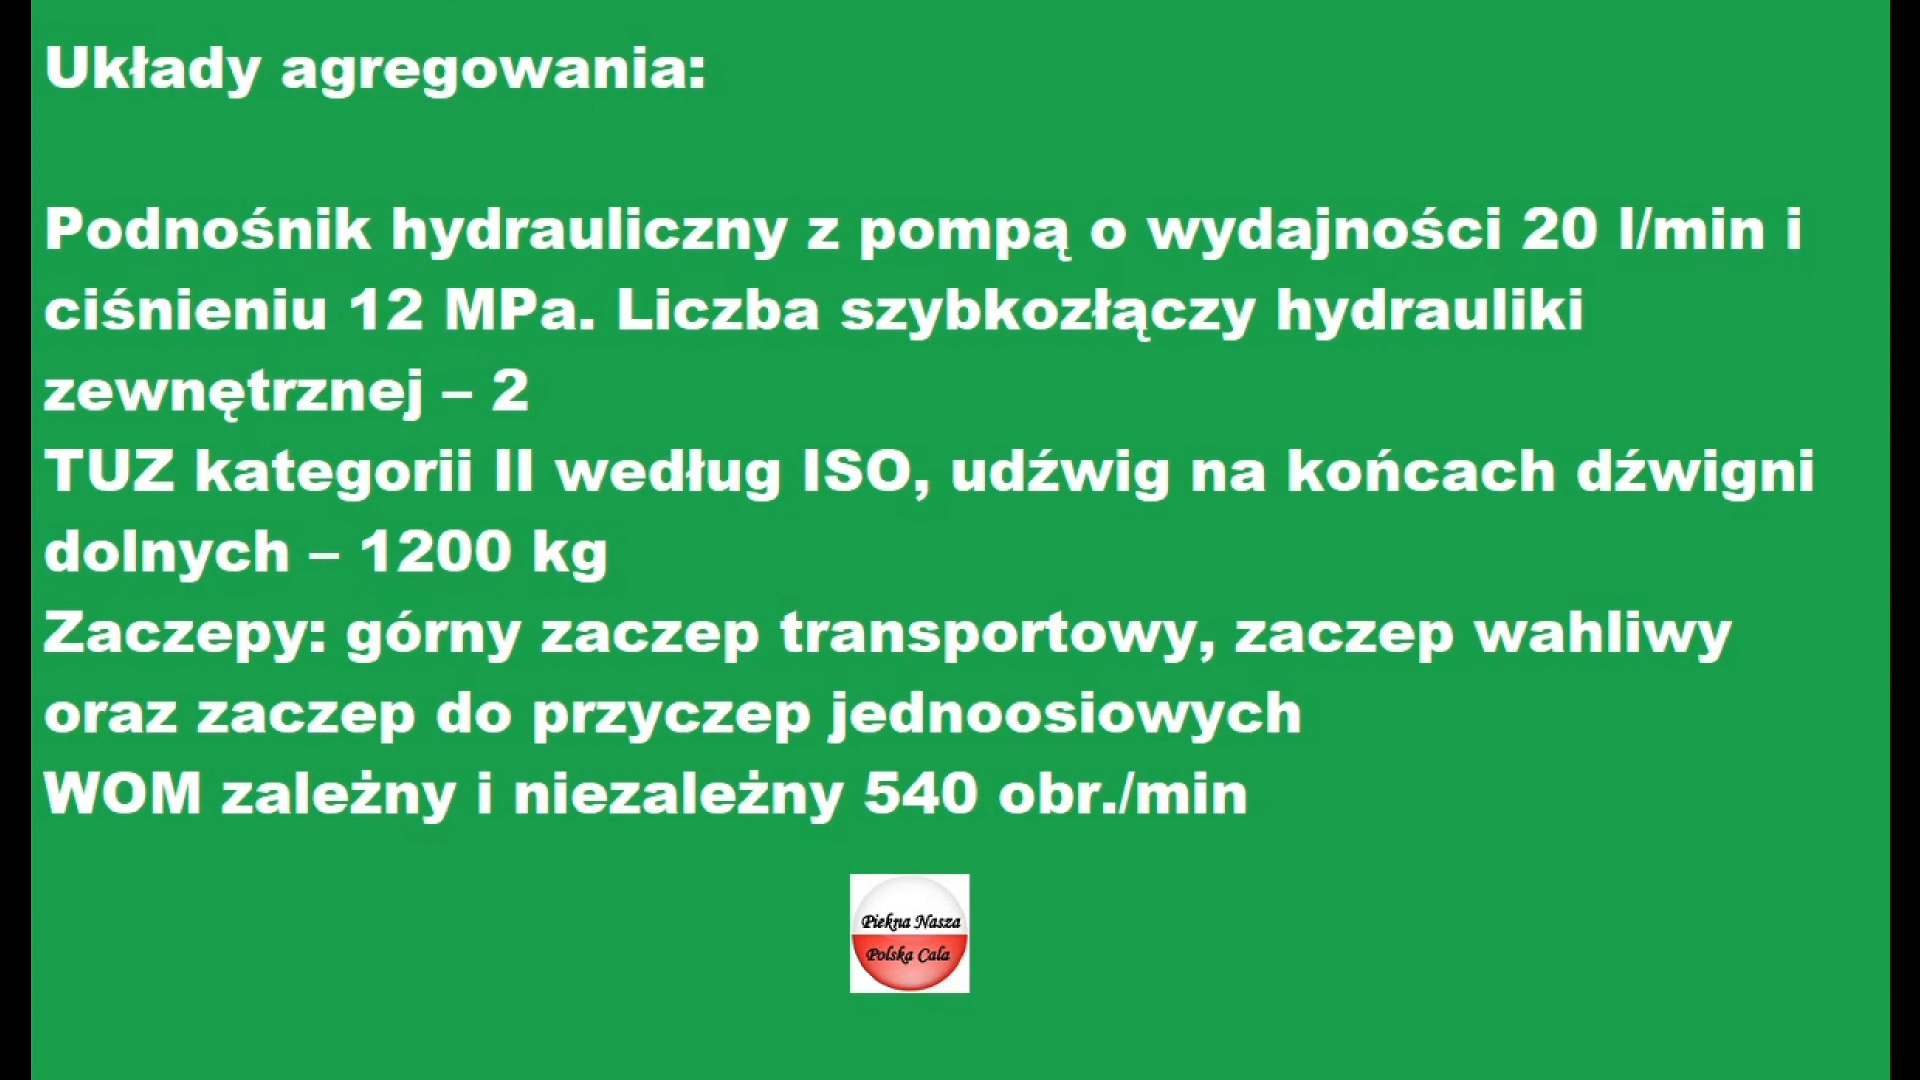 Układy agregowania:
Podnośnik hydrauliczny z pompą o wydajności 20 l/min i
ciśnieniu 12 MPa. Liczba szybkozłączy hydrauliki
zewnętrznej – 2
TUZ kategorii II według ISO, udźwig na końcach dźwigni
dolnych – 1200 kg
Zaczepy: górny zaczep transportowy, zaczep wahliwy
oraz zaczep do przyczep jednoosiowych
WOM zależny i niezależny 540 obr./min
Piekna Nasza
Polska Cala